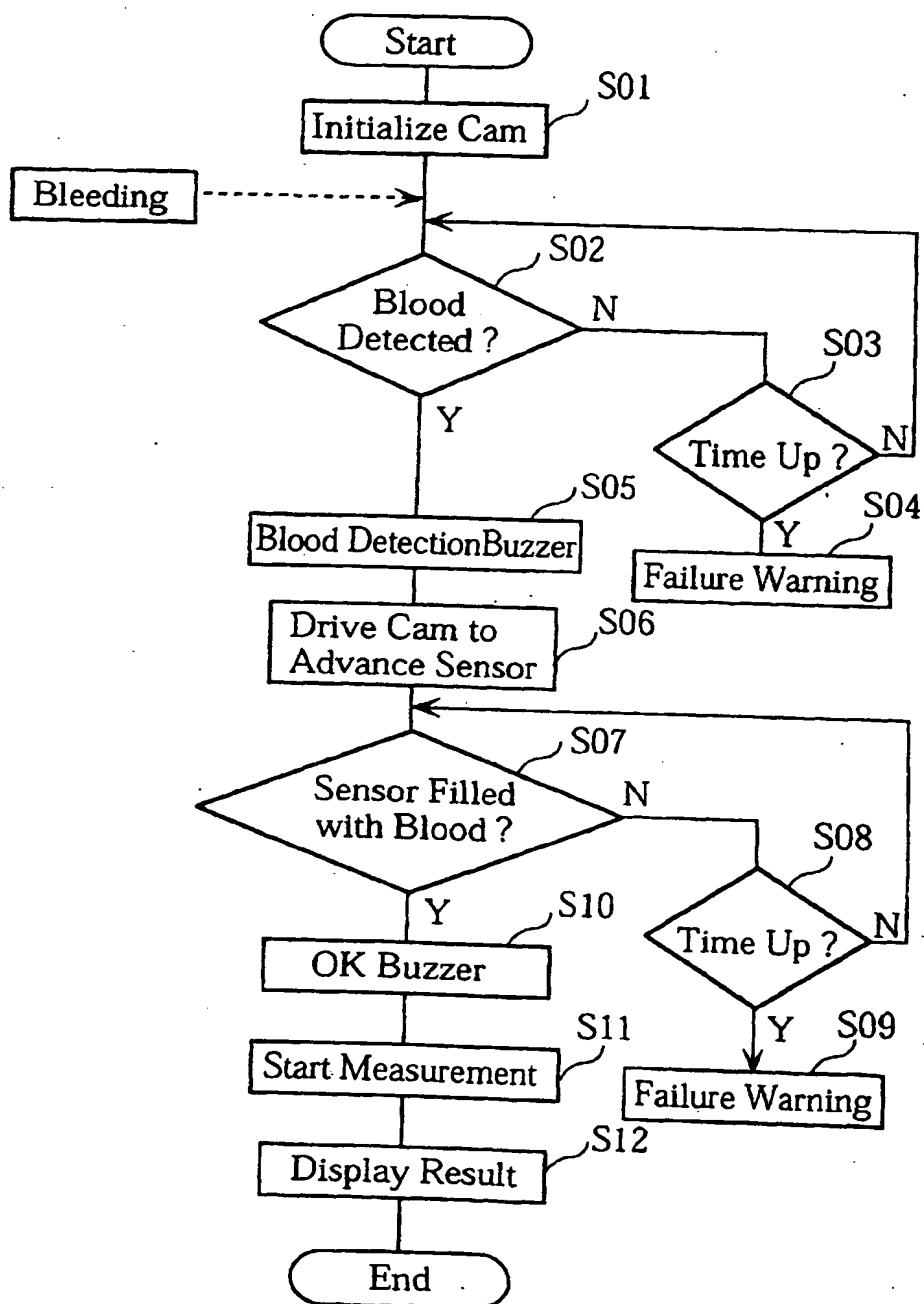 Start
S01
Initialize Cam
Bleeding
S02
Blood
Detected ?
N
S03
Time Up ?
N
Y
S04
Y
Failure Warning
S05
Blood Detection Buzzer
S06
Drive Cam to
Advance Sensor
S07
Sensor Filled
with Blood ?
N
S08
Time Up ?
N
Y
S10
OK Buzzer
Y
S09
Failure Warning
S11
Start Measurement
S12
Display Result
End